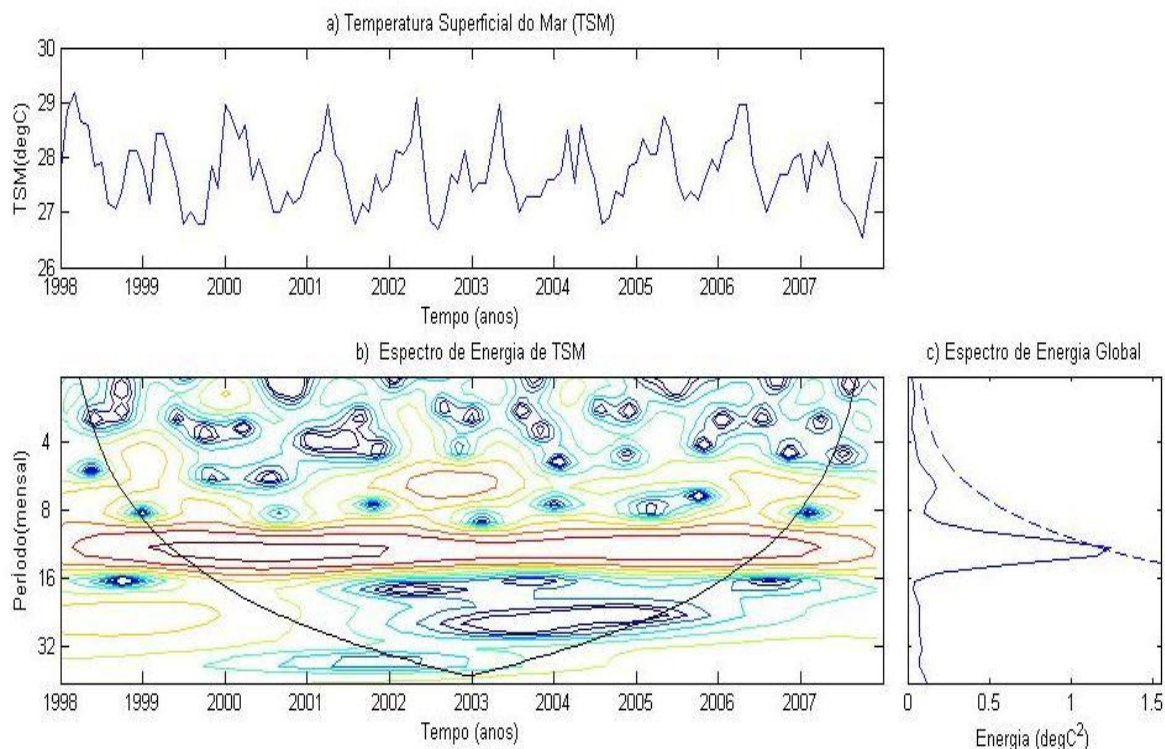 a) Temperatura Superficial do Mar (TSM)
30
29
28
27
26
TSM(degC)
1998 1999 2000 2001 2002 2003 2004 2005 2006 2007
Tempo (anos)
b) Espectro de Energia de TSM
4
8
16
32
Período(mensal)
1998 1999 2000 2001 2002 2003 2004 2005 2006 2007
Tempo (anos)
c) Espectro de Energia Global
0 0.5 1 1.5
Energia (degC²)